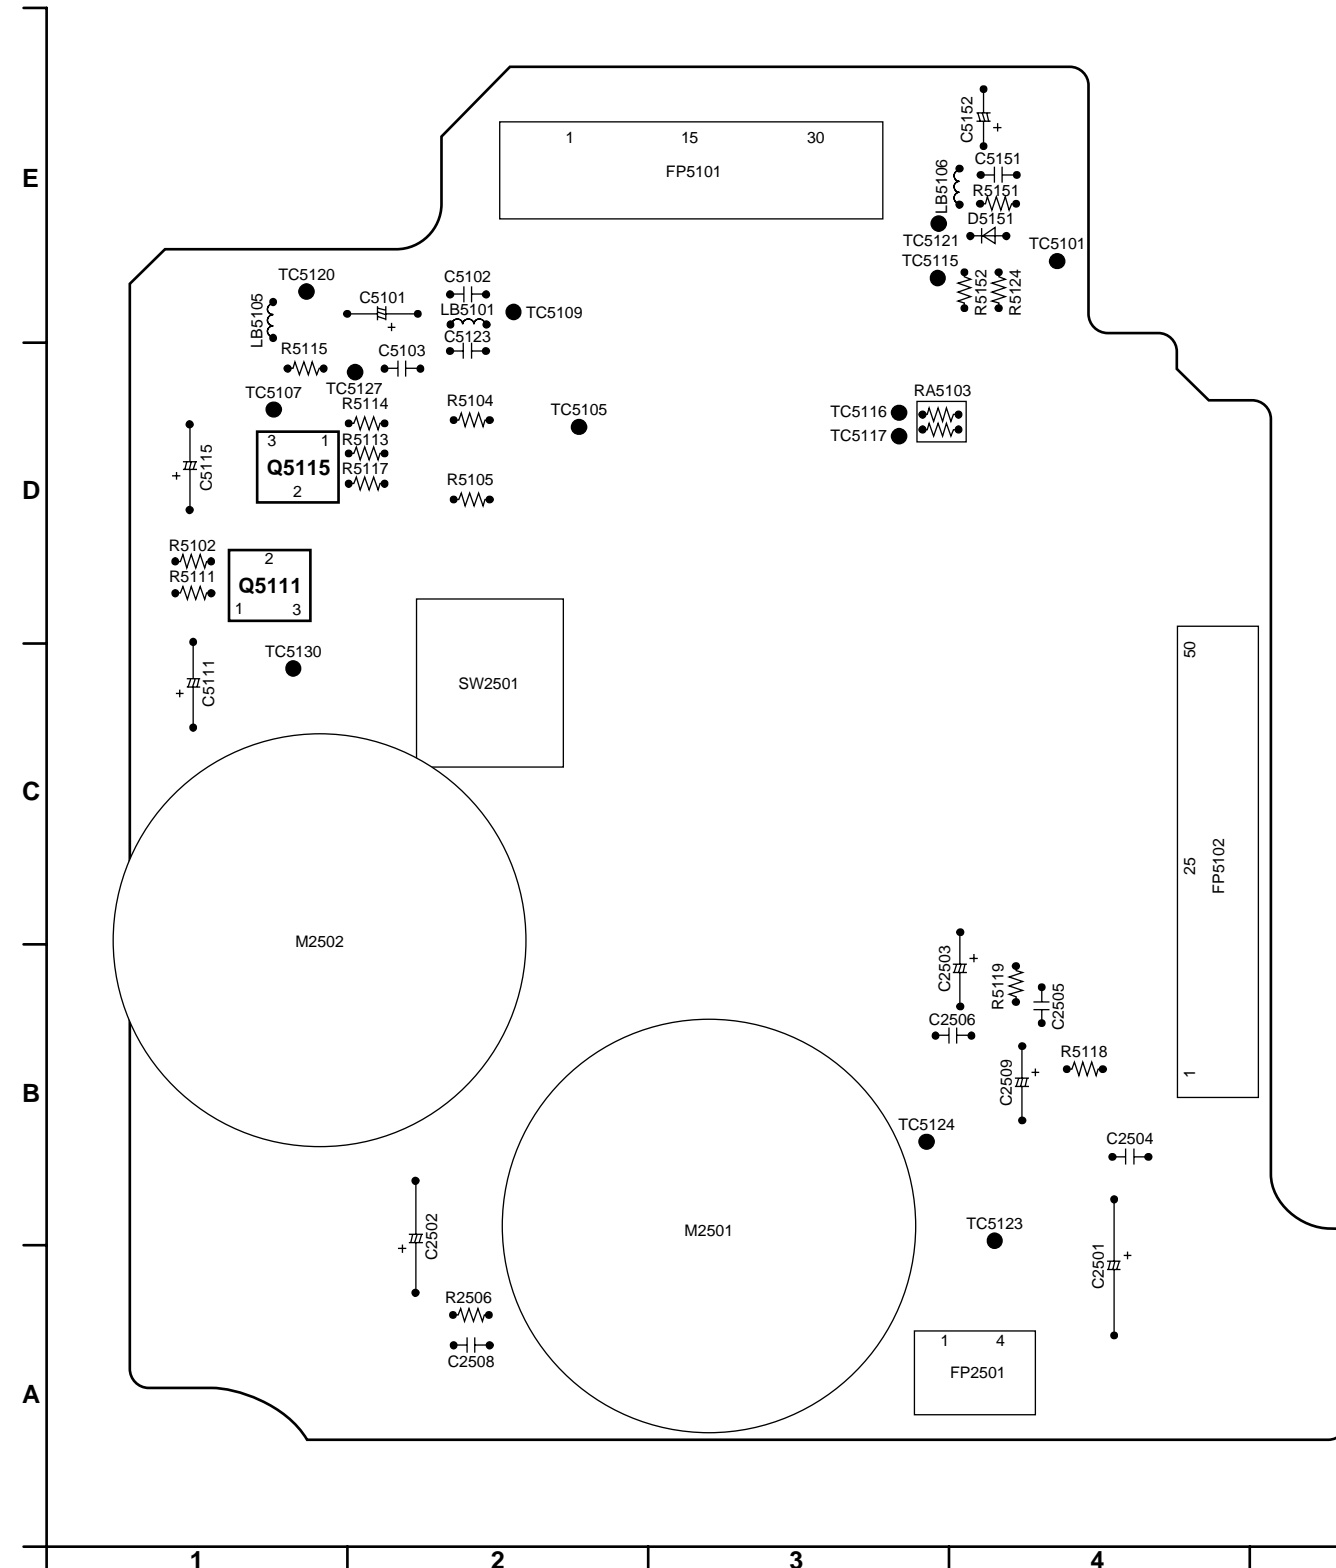 C5152
1 15 30
C5151
E
FP5101
LB5106
R5151
D5151
TC5121
TC5101
TC5115
TC5120
C5102
R5152
R5124
C5101
LB5105
LB5101
TC5109
+
C5123
R5115
C5103
TC5127
TC5107
RA5103
R5114
R5104
TC5105
TC5116
TC5117
3 1
R5113
Q5115
C5115
+
R5117
R5105
2
D
R5102
2
R5111
Q5111
1 3
50
TC5130
C5111
+
SW2501
C
25
FP5102
M2502
C2503
+
R5119
C2505
C2506
R5118
C2509
+
1
B
TC5124
C2504
TC5123
M2501
C2502
+
C2501
+
R2506
1 4
C2508
FP2501
A
+
1 2 3 4